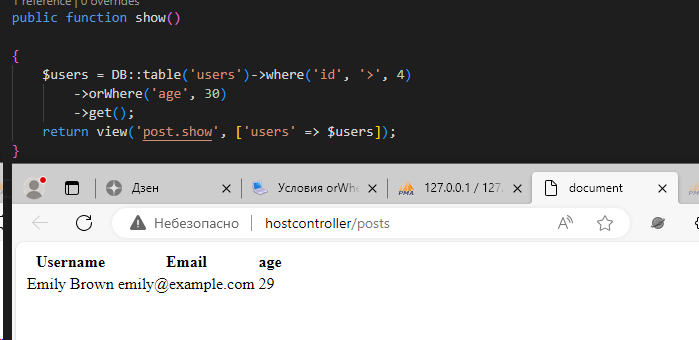 1 reference | 0 overrides
public function show()
{
$users = DB::table('users')->where('id', '>', 4)
->orWhere('age', 30)
->get();
return view('post.show', ['users' => $users]);
}
Дзен
Условия orWhe
PMA 127.0.0.1 / 127.
document
Небезопасно hostcontroller/posts
Username Email age
Emily Brown emily@example.com 29